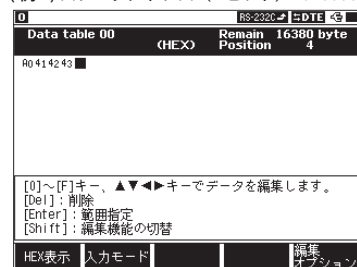 0 RS-232C DTE
Data table 00 Remain 16380 byte
(HEX) Position 4
A0414243
[0]～[F]キー、▲▼◀▶キーでデータを編集します。
[Del]：削除
[Enter]：範囲指定
[Shift]：編集機能の切替
HEX表示 入力モード 編集オプション